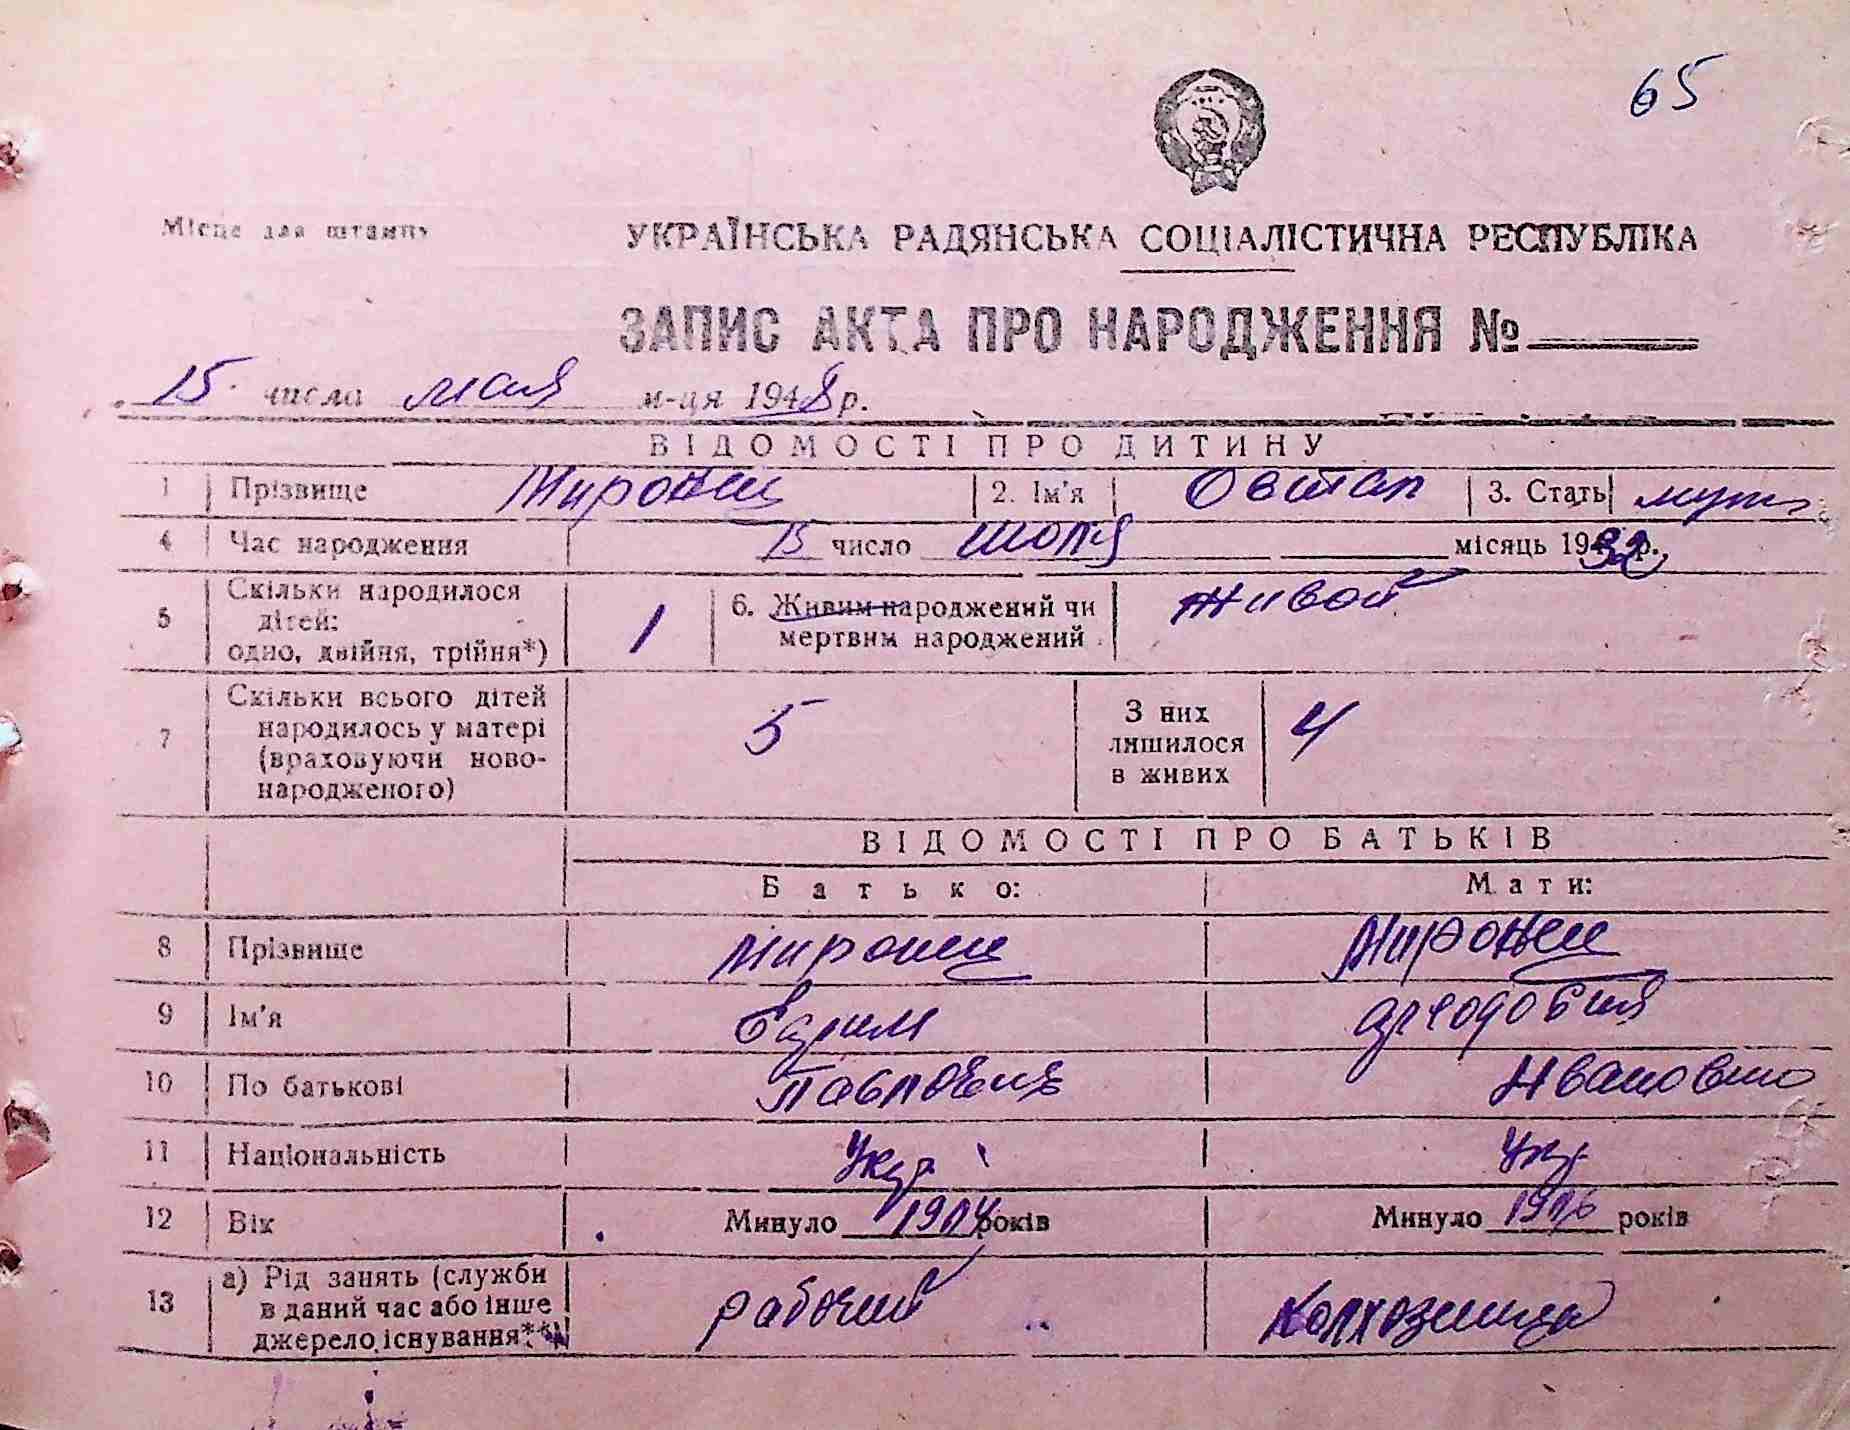 65
Місце для штампу
УКРАЇНСЬКА РАДЯНСЬКА СОЦІАЛІСТИЧНА РЕСПУБЛІКА
ЗАПИС АКТА ПРО НАРОДЖЕННЯ №
15 числа мая м-ця 1948 р.
ВІДОМОСТІ ПРО ДИТИНУ
1 Прізвище Миронец 2. Ім'я Овтап 3. Стать муж
4 Час народження 15 число июля місяць 1932 р.
5 Скільки народилося дітей: одно, двійня, трійня*) 1 6. Живим народжений чи мертвим народжений живой
7 Скільки всього дітей народилось у матері (враховуючи новонародженого) 5 З них лишилося в живих 4
ВІДОМОСТІ ПРО БАТЬКІВ
Батько: Мати:
8 Прізвище Миронец Миронец
9 Ім'я Ефрим
10 По батькові Павлович Ивановна
11 Національність Укр Укр
12 Вік Минуло 1904 років Минуло 1906 років
13 а) Рід занять (служби в даний час або інше джерело існування**) рабочий колхозница